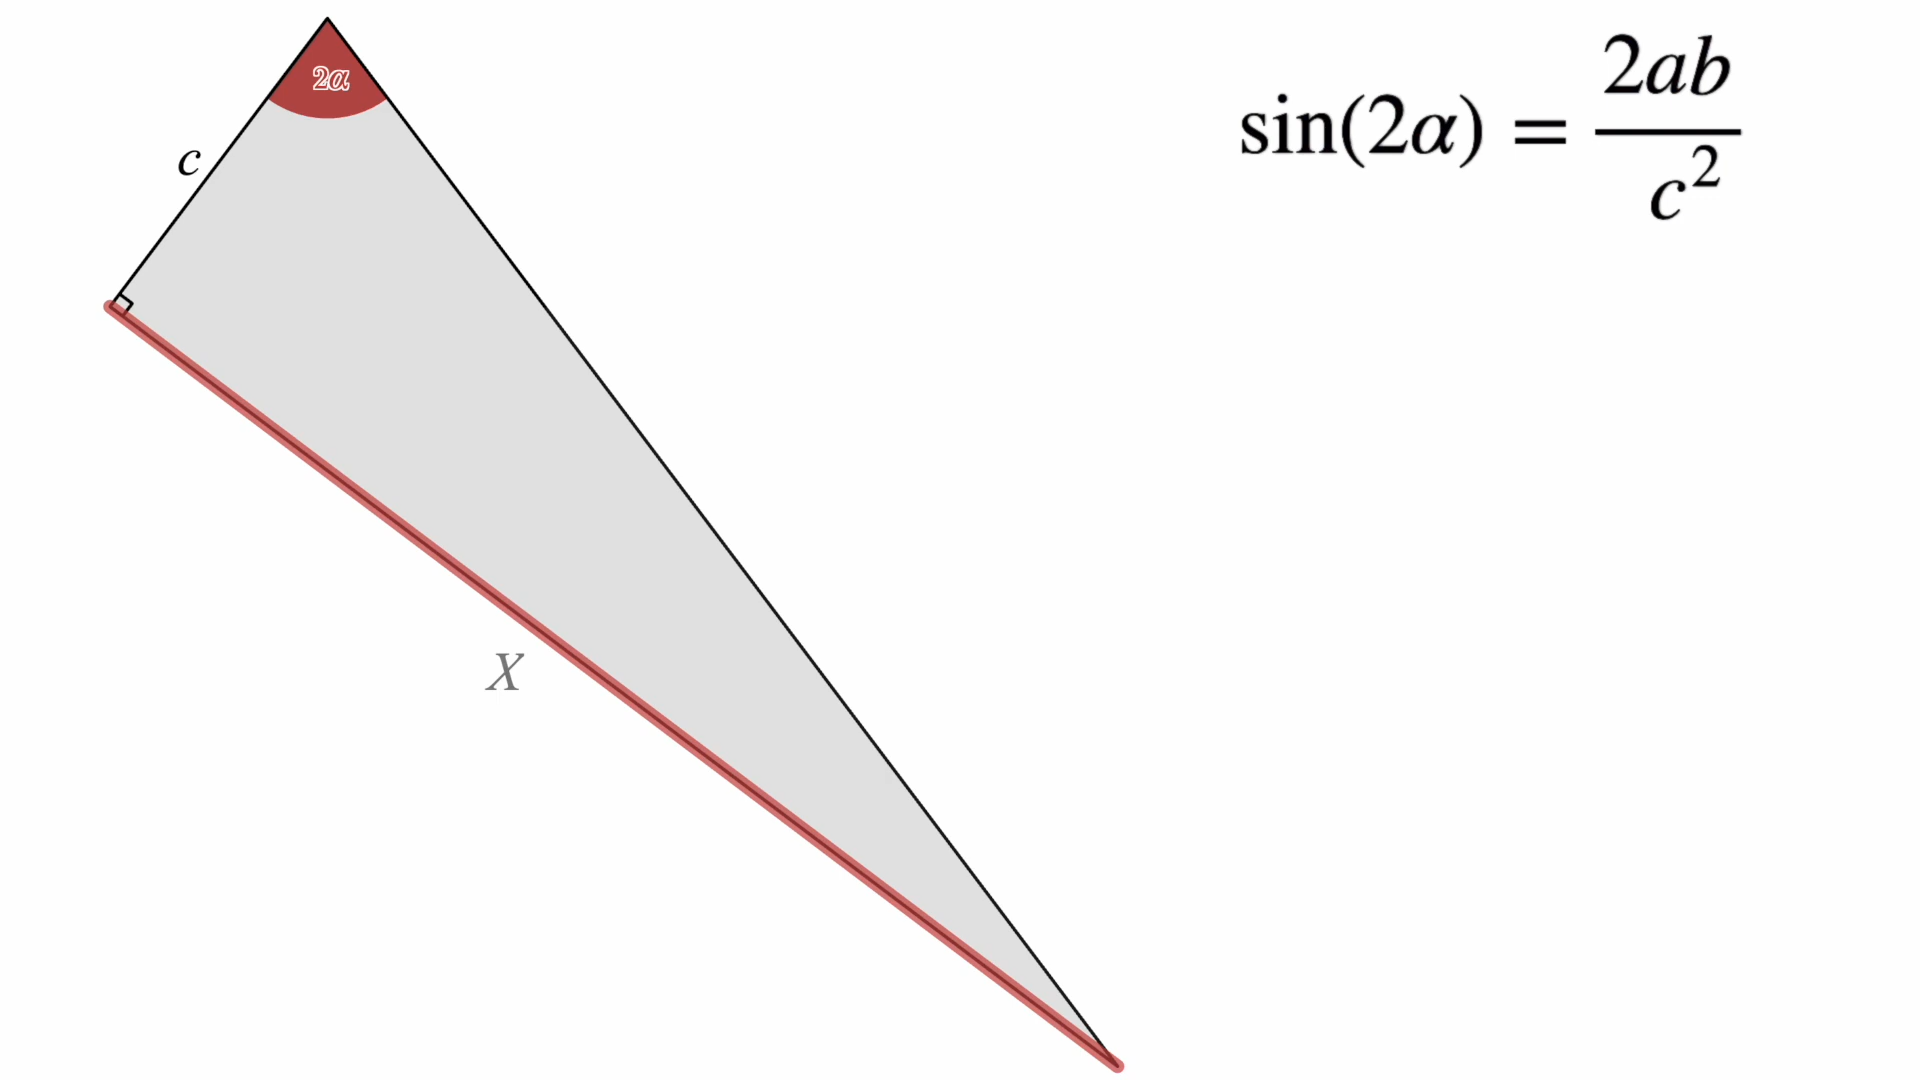 2α
c
X
sin(2α) = 2ab / c²